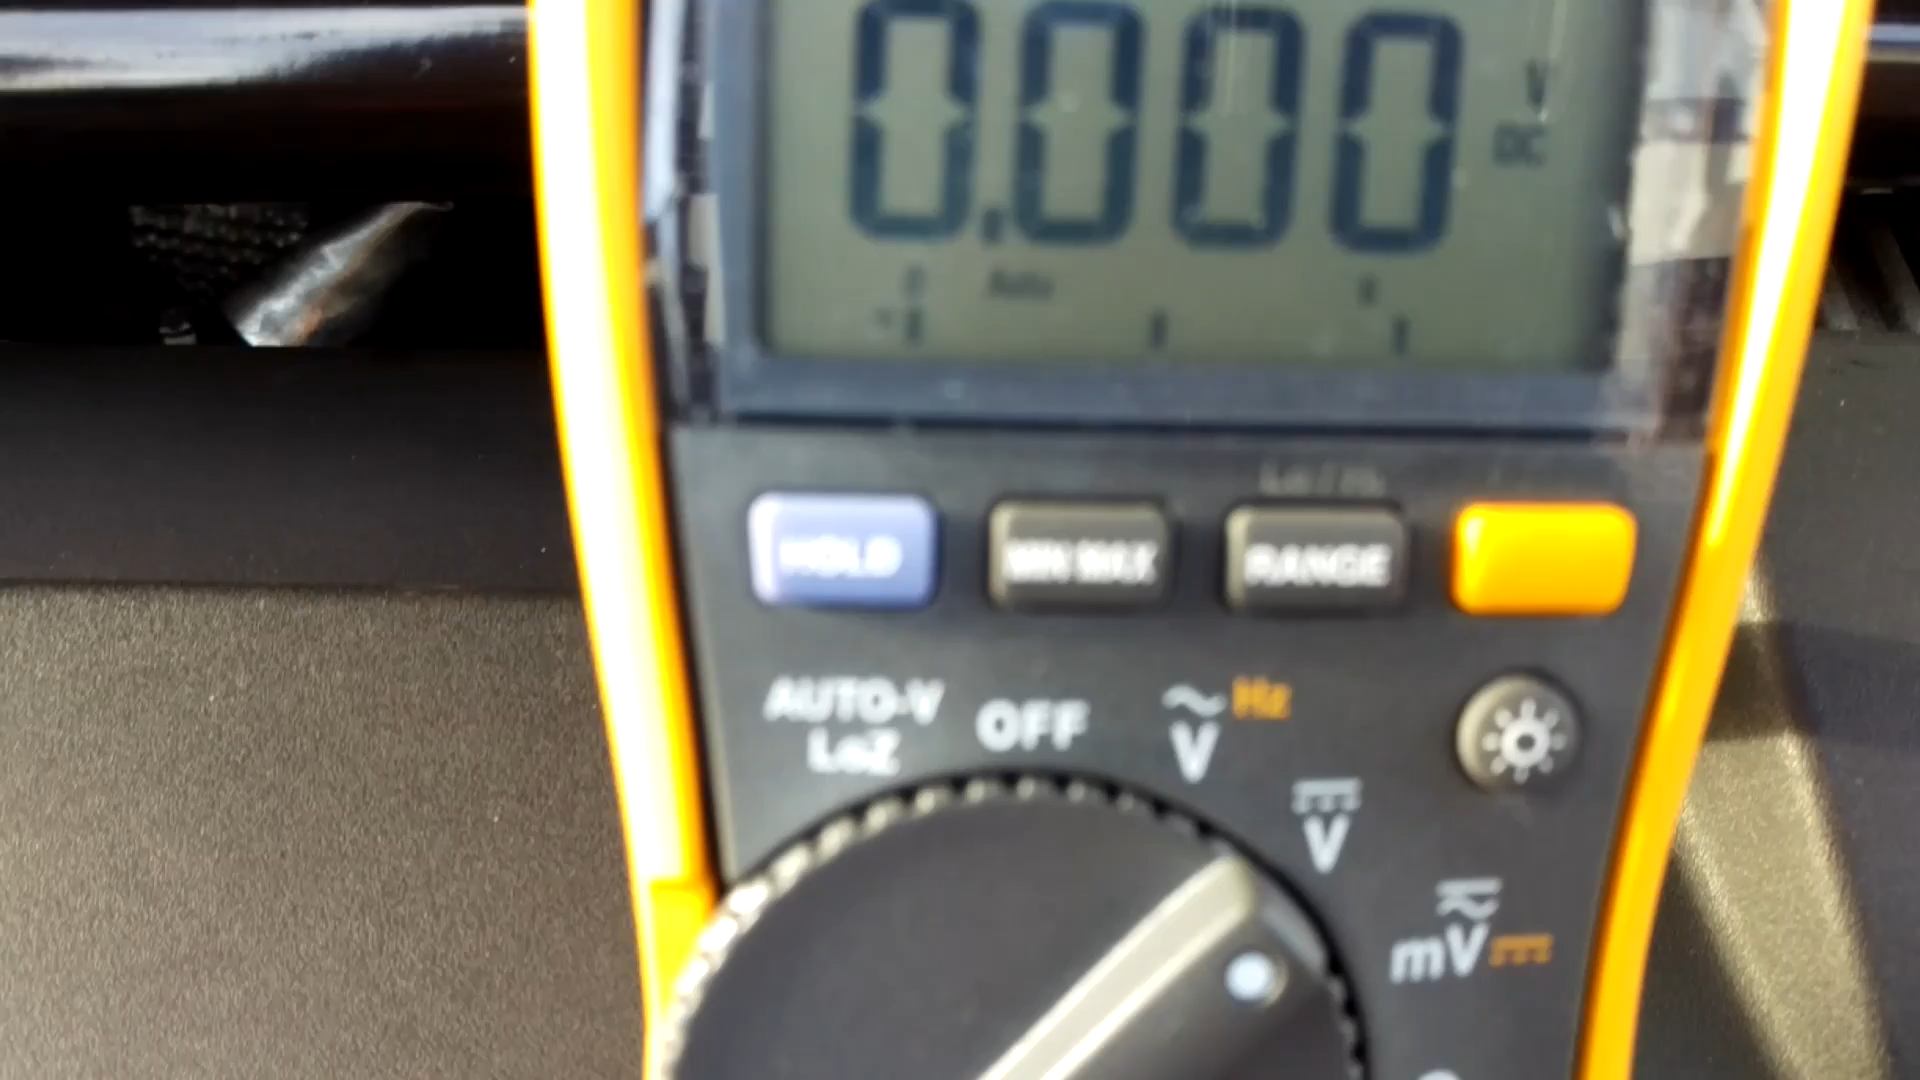 0.000
V
DC
Auto
HOLD
MIN MAX
RANGE
AUTO-V
LoZ
OFF
V Hz
V
mV